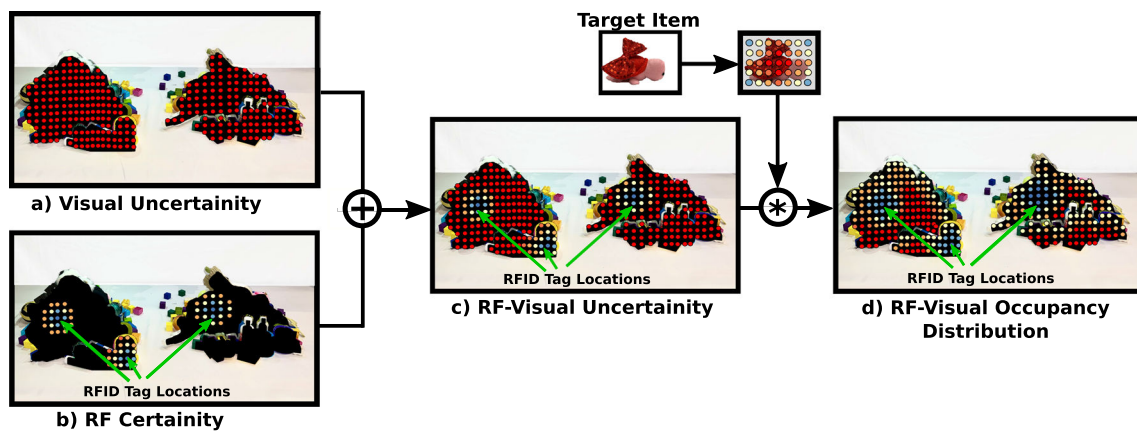 Target Item
a) Visual Uncertainity
RFID Tag Locations
b) RF Certainity
+
RFID Tag Locations
c) RF-Visual Uncertainity
*
RFID Tag Locations
d) RF-Visual Occupancy
Distribution